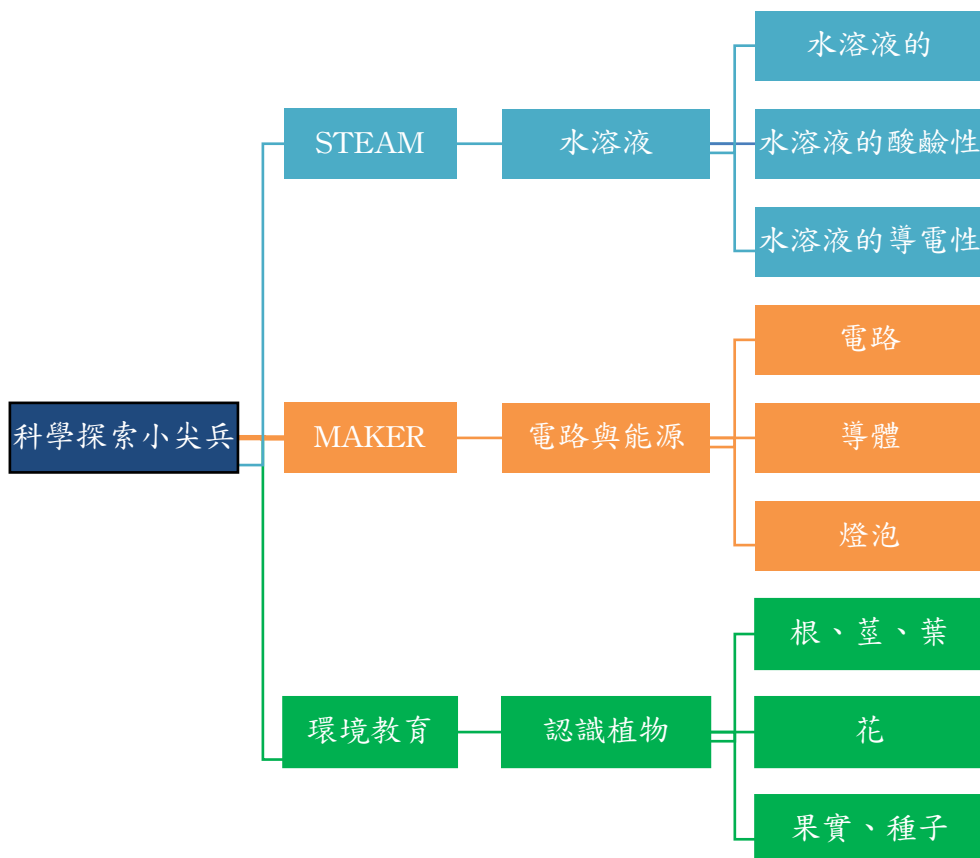 水溶液的
STEAM
水溶液
水溶液的酸鹼性
水溶液的導電性
電路
科學探索小尖兵
MAKER
電路與能源
導體
燈泡
根、莖、葉
環境教育
認識植物
花
果實、種子